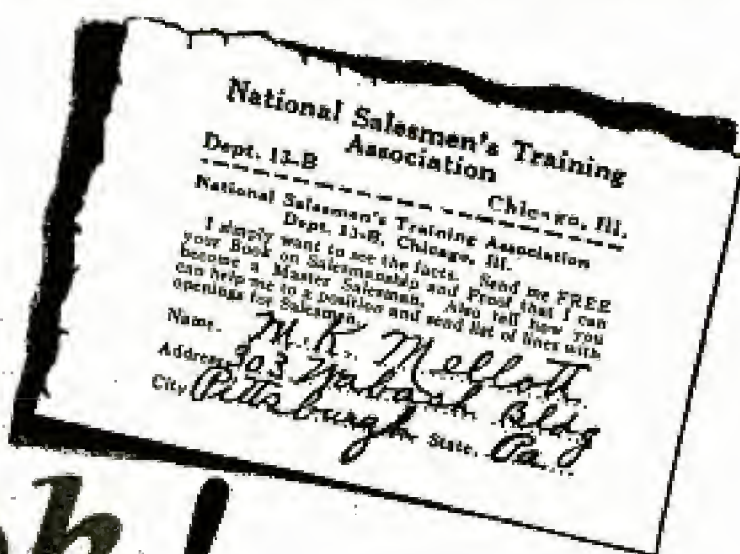 National Salesmen's Training
Association
Dept. 13-B Chicago, Ill.
National Salesmen's Training Association
Dept. 13-B, Chicago, Ill.
I simply want to see the facts. Send me FREE
your Book on Salesmanship and Proof that I can
become a Master Salesman. Also tell how you
can help me to a position and send list of lines with
openings for Salesmen.
Name. M. K. Mellott
Address 303 Wabash Bldg
City Pittsburgh State. Pa.